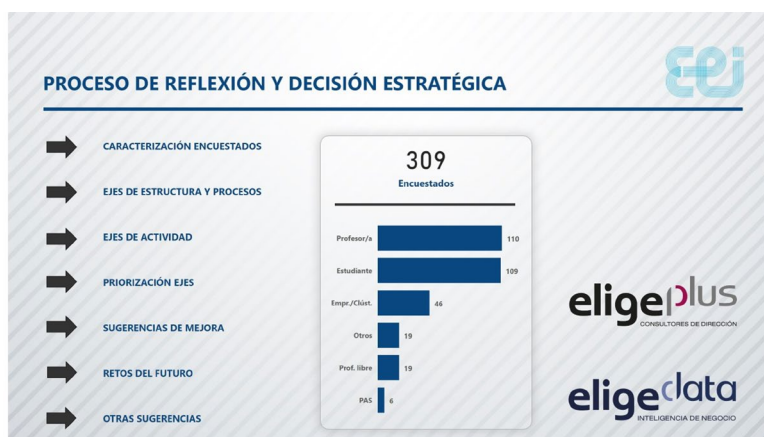 eei
PROCESO DE REFLEXIÓN Y DECISIÓN ESTRATÉGICA
CARACTERIZACIÓN ENCUESTADOS
EJES DE ESTRUCTURA Y PROCESOS
EJES DE ACTIVIDAD
PRIORIZACIÓN EJES
SUGERENCIAS DE MEJORA
RETOS DEL FUTURO
OTRAS SUGERENCIAS
309
Encuestados
Profesor/a 110
Estudiante 109
Empr./Clúst. 46
Otros 19
Prof. libre 19
PAS 6
eligeplus
CONSULTORES DE DIRECCIÓN
eligedata
INTELIGENCIA DE NEGOCIO